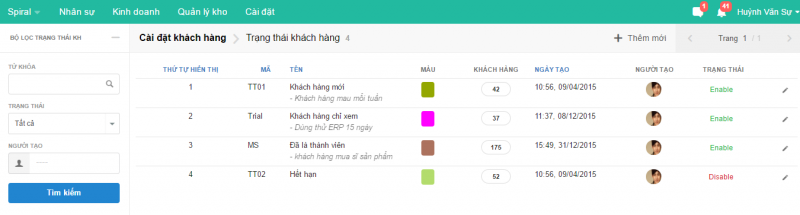 Spiral Nhân sự Kinh doanh Quản lý kho Cài đặt 1 41 Huỳnh Văn Sự
BỘ LỌC TRẠNG THÁI KH
Cài đặt khách hàng Trạng thái khách hàng 4 + Thêm mới Trang 1 / 1
TỪ KHÓA
TRẠNG THÁI
Tất cả
NGƯỜI TẠO
Tìm kiếm
THỨ TỰ HIỂN THỊ MÃ TÊN MÀU KHÁCH HÀNG NGÀY TẠO NGƯỜI TẠO TRẠNG THÁI
1 TT01 Khách hàng mới 42 10:56, 09/04/2015 Enable
- Khách hàng mau mỗi tuần
2 Trial Khách hàng chỉ xem 37 11:37, 08/12/2015 Enable
- Dùng thử ERP 15 ngày
3 MS Đã là thành viên 175 15:49, 31/12/2015 Enable
- khách hàng mua sỉ sản phẩm
4 TT02 Hết hạn 52 10:56, 09/04/2015 Disable